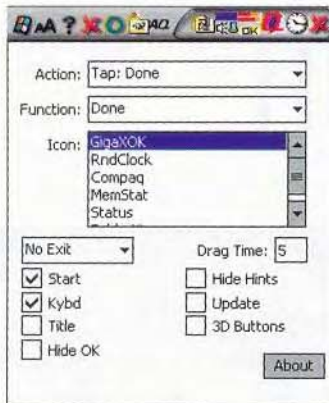 Action: Tap: Done
Function: Done
Icon: GigaXOK
RndClock
Compaq
MemStat
Status
No Exit Drag Time: 5
Start Hide Hints
Kybd Update
Title 3D Buttons
Hide OK
About